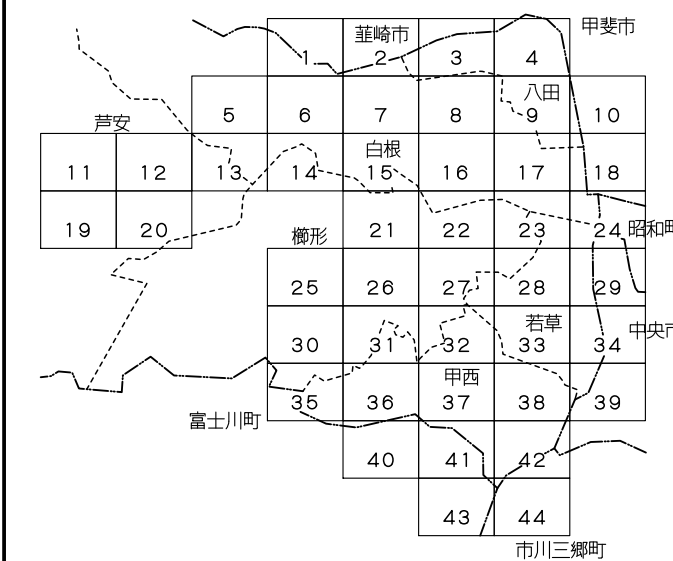 韮崎市 甲斐市
1 2 3 4
八田
5 6 7 8 9 10
芦安
白根
11 12 13 14 15 16 17 18
19 20 21 22 23 24 昭和町
櫛形
25 26 27 28 29
若草 中央市
30 31 32 33 34
甲西
35 36 37 38 39
富士川町
40 41 42
43 44
市川三郷町